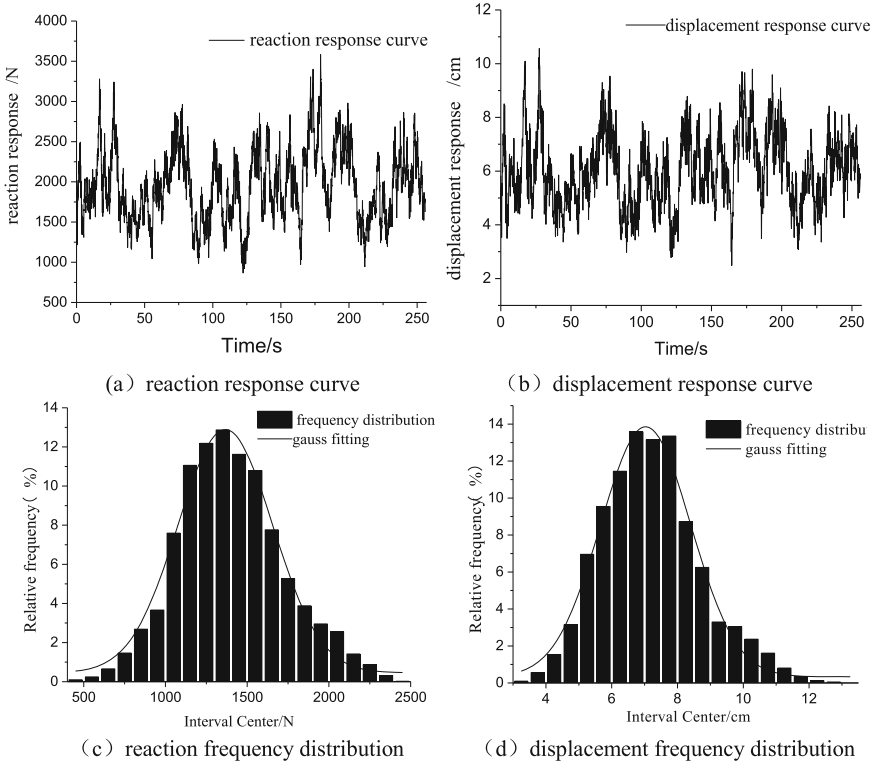 4000
3500
3000
2500
2000
1500
1000
500
reaction response /N
reaction response curve
0 50 100 150 200 250
Time/s
12
10
8
6
4
2
displacement response /cm
displacement response curve
0 50 100 150 200 250
Time/s
(a)reaction response curve
(b)displacement response curve
14
12
10
8
6
4
2
0
Relative frequency( %)
frequency distribution
gauss fitting
500 1000 1500 2000 2500
Interval Center/N
14
12
10
8
6
4
2
0
Relative frequency( %)
frequency distribu
gauss fitting
4 6 8 10 12
Interval Center/cm
(c)reaction frequency distribution
(d)displacement frequency distribution